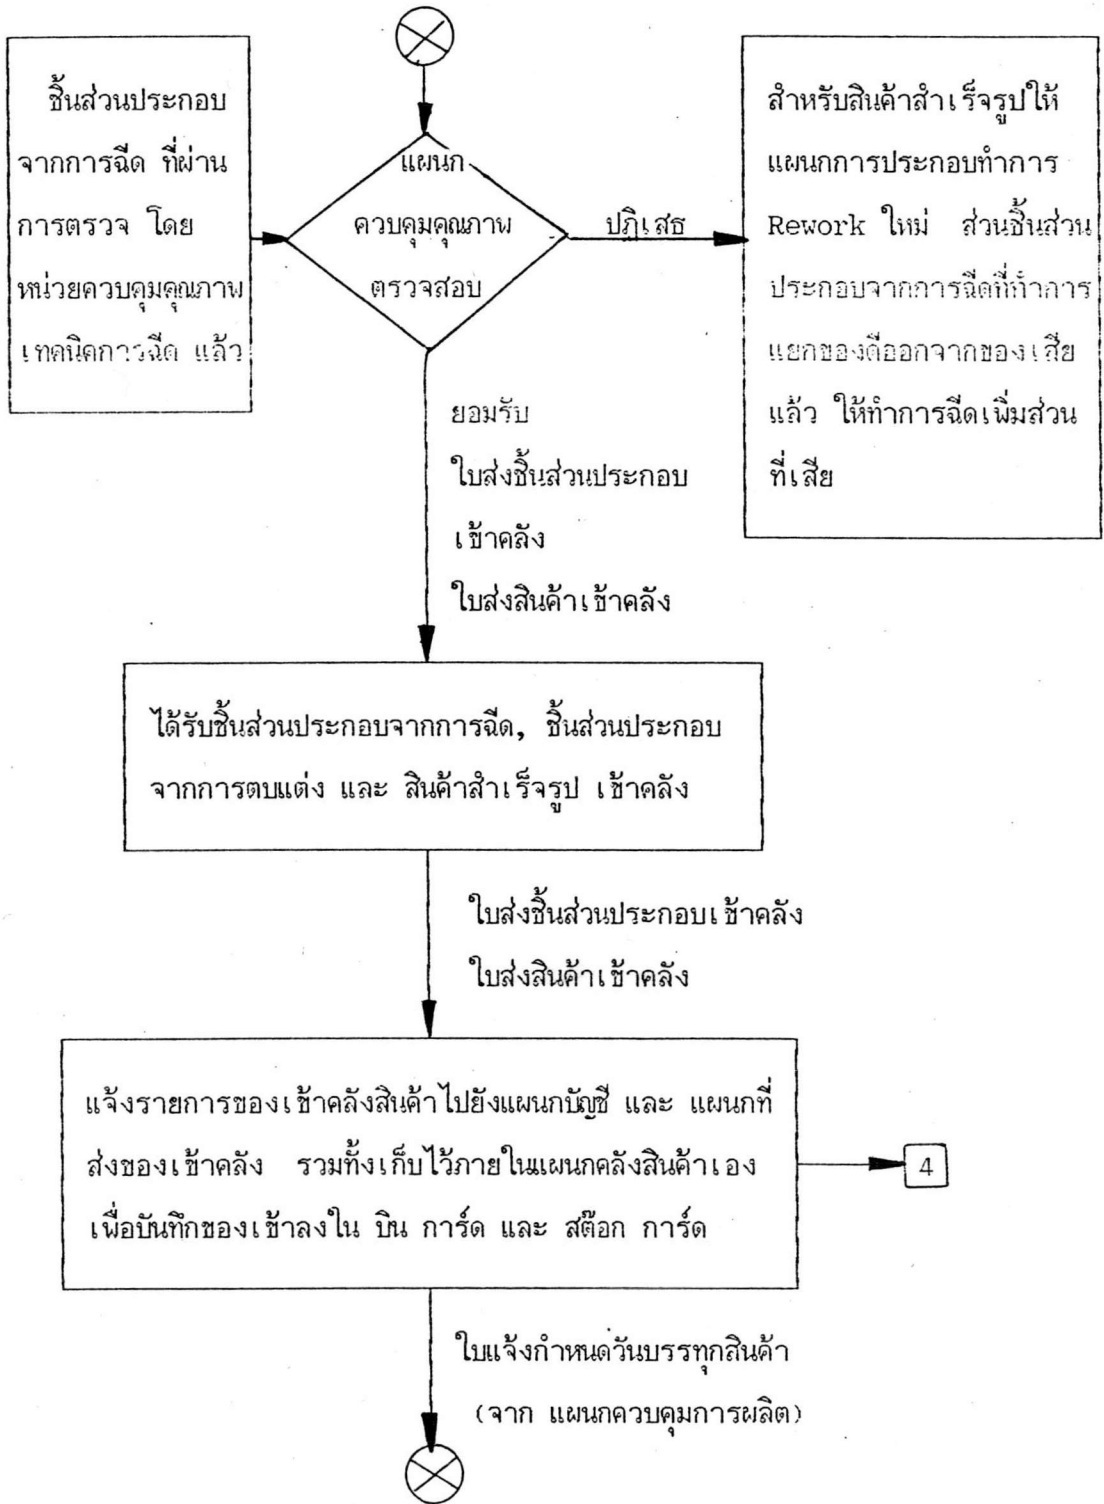 ชิ้นส่วนประกอบ
จากการฉีด ที่ผ่าน
การตรวจ โดย
หน่วยควบคุมคุณภาพ
เทคนิคการฉีด แล้ว
แผนก
ควบคุมคุณภาพ
ตรวจสอบ
ปฏิเสธ
สำหรับสินค้าสำเร็จรูปให้
แผนกการประกอบทำการ
Rework ใหม่ ส่วนชิ้นส่วน
ประกอบจากการฉีดที่ทำการ
แยกของดีออกจากของเสีย
แล้ว ให้ทำการฉีดเพิ่มส่วน
ที่เสีย
ยอมรับ
ใบส่งชิ้นส่วนประกอบ
เข้าคลัง
ใบส่งสินค้าเข้าคลัง
ได้รับชิ้นส่วนประกอบจากการฉีด, ชิ้นส่วนประกอบ
จากการตบแต่ง และ สินค้าสำเร็จรูป เข้าคลัง
ใบส่งชิ้นส่วนประกอบเข้าคลัง
ใบส่งสินค้าเข้าคลัง
แจ้งรายการของเข้าคลังสินค้าไปยังแผนกบัญชี และ แผนกที่
ส่งของเข้าคลัง รวมทั้งเก็บไว้ภายในแผนกคลังสินค้าเอง
เพื่อบันทึกของเข้าลงใน บิน การ์ด และ สต๊อก การ์ด
4
ใบแจ้งกำหนดวันบรรทุกสินค้า
(จาก แผนกควบคุมการผลิต)